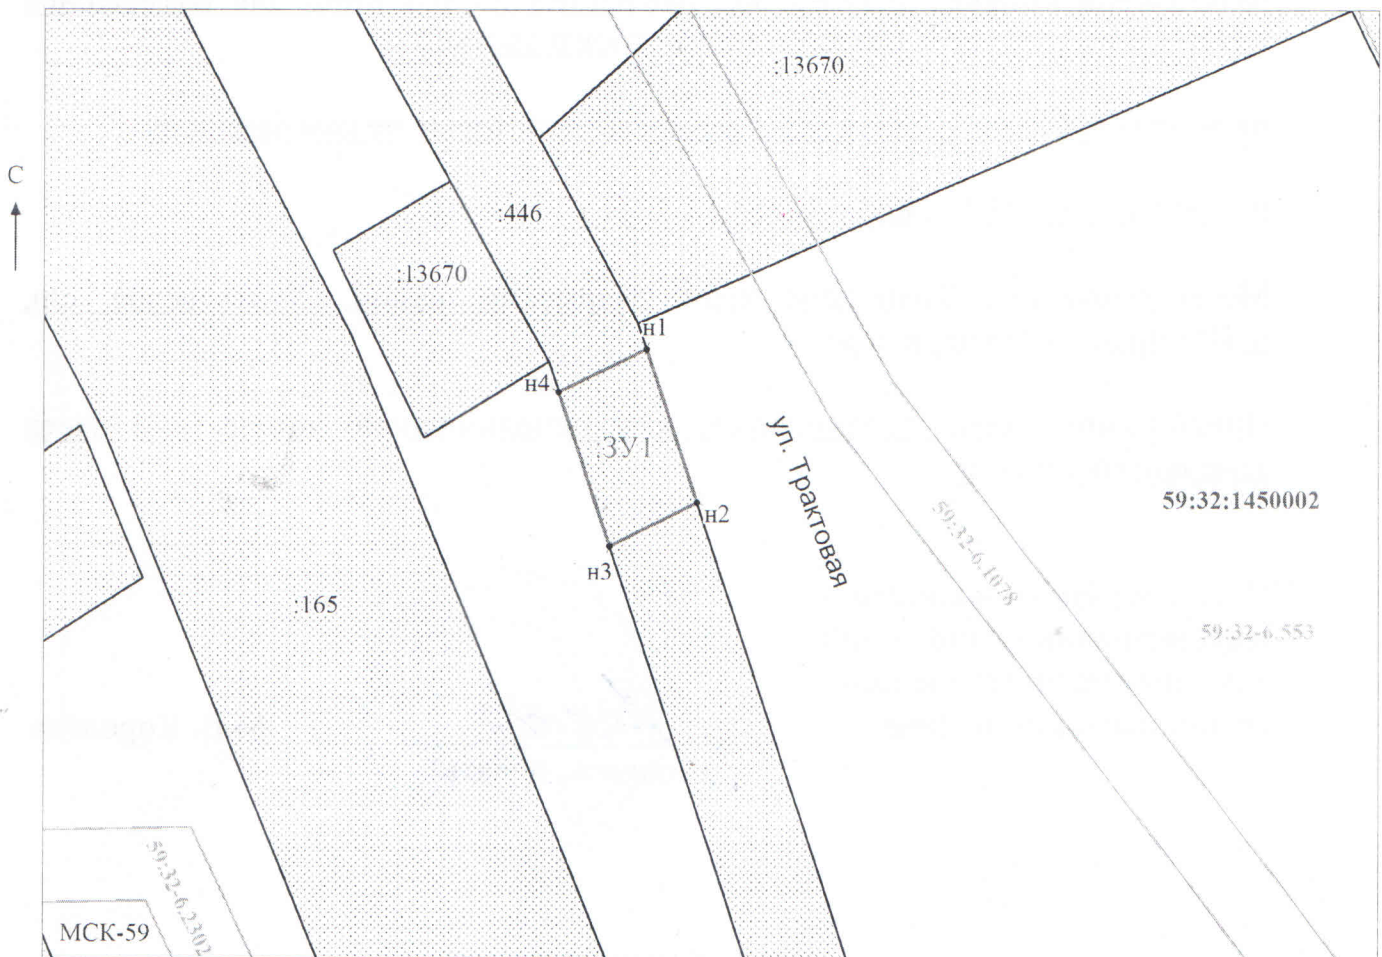 :13670
С
:446
:13670
н1
н4
:ЗУ1
ул. Трактовая
59:32:1450002
н2
59:32-6.1078
н3
:165
59:32-6.553
59:32-6.2302
МСК-59